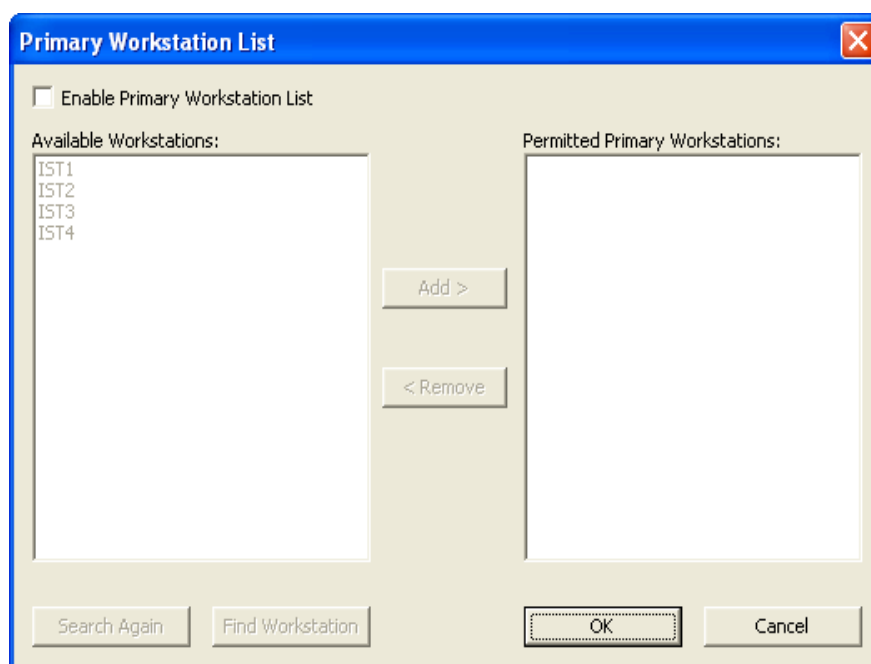 Primary Workstation List
Enable Primary Workstation List
Available Workstations:
Permitted Primary Workstations:
IST1
IST2
IST3
IST4
Add >
< Remove
Search Again
Find Workstation
OK
Cancel